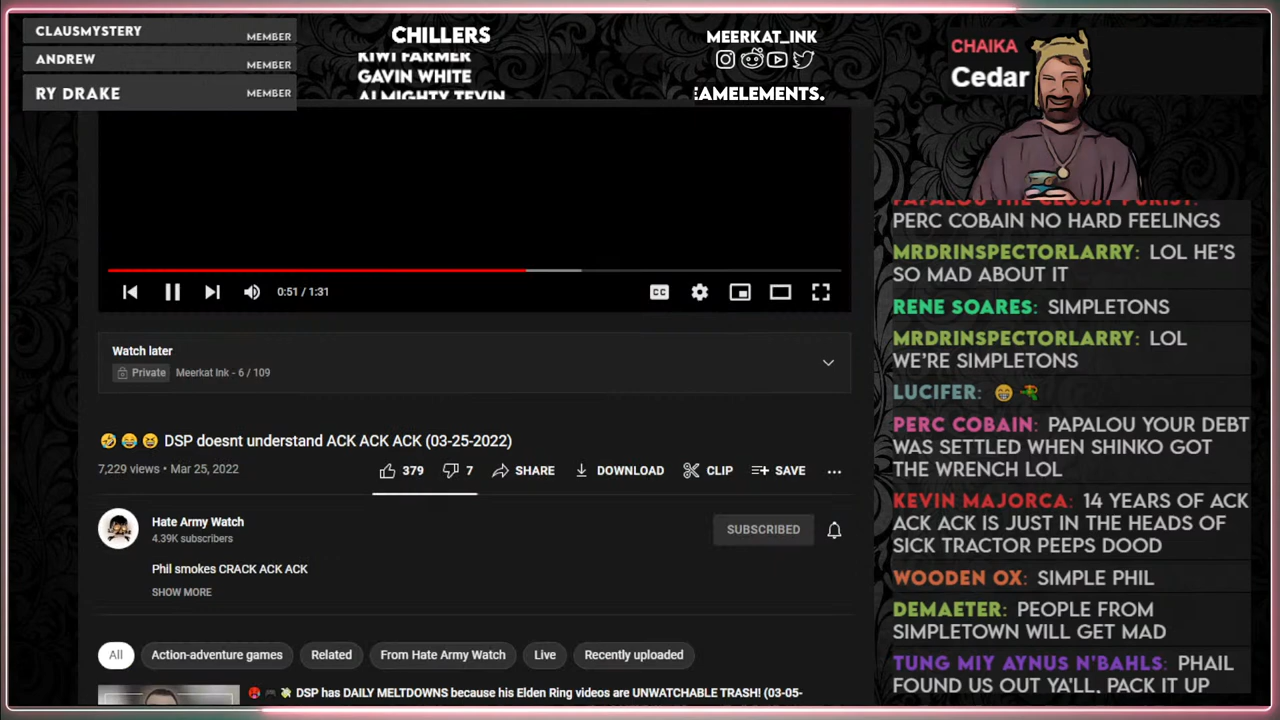 CLAUSMYSTERY MEMBER
ANDREW MEMBER
RY DRAKE MEMBER
CHILLERS
KIWI FARMER
GAVIN WHITE
ALMIGHTY TEVIN
MEERKAT_INK
EAMELEMENTS.
CHAIKA
Cedar
0:51 / 1:31
CC
Watch later
Private Meerkat Ink - 6 / 109
🤣 😂 😆 DSP doesnt understand ACK ACK ACK (03-25-2022)
7,229 views • Mar 25, 2022
379 7 SHARE DOWNLOAD CLIP SAVE
Hate Army Watch
4.39K subscribers
SUBSCRIBED
Phil smokes CRACK ACK ACK
SHOW MORE
All Action-adventure games Related From Hate Army Watch Live Recently uploaded
DSP has DAILY MELTDOWNS because his Elden Ring videos are UNWATCHABLE TRASH! (03-05-
PAPALOU THE CLUSSY PURIST:
PERC COBAIN NO HARD FEELINGS
MRDRINSPECTORLARRY: LOL HE'S
SO MAD ABOUT IT
RENE SOARES: SIMPLETONS
MRDRINSPECTORLARRY: LOL
WE'RE SIMPLETONS
LUCIFER: 😁
PERC COBAIN: PAPALOU YOUR DEBT
WAS SETTLED WHEN SHINKO GOT
THE WRENCH LOL
KEVIN MAJORCA: 14 YEARS OF ACK
ACK ACK IS JUST IN THE HEADS OF
SICK TRACTOR PEEPS DOOD
WOODEN OX: SIMPLE PHIL
DEMAETER: PEOPLE FROM
SIMPLETOWN WILL GET MAD
TUNG MIY AYNUS N'BAHLS: PHAIL
FOUND US OUT YA'LL, PACK IT UP